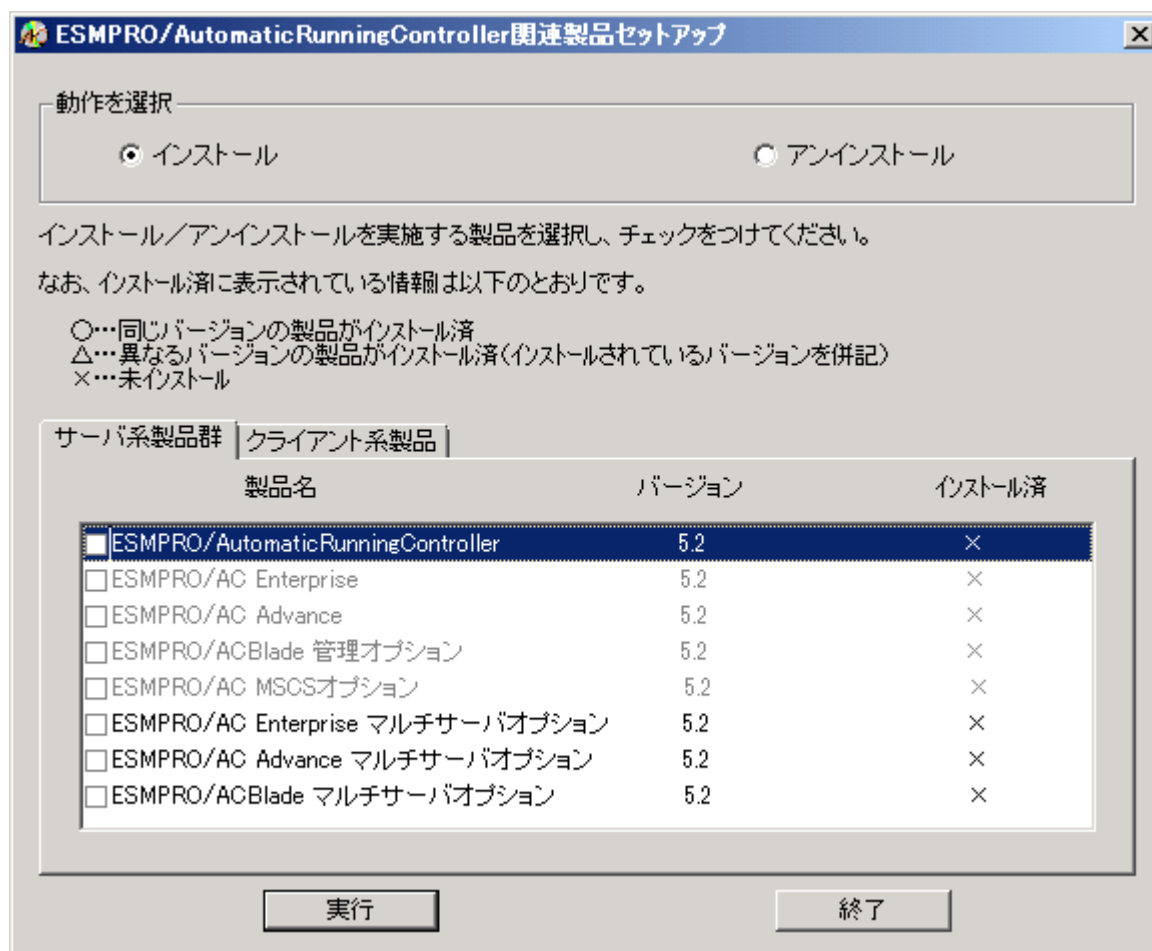 ESMPRO/AutomaticRunningController関連製品セットアップ
動作を選択
インストール アンインストール
インストール／アンインストールを実施する製品を選択し、チェックをつけてください。
なお、インストール済に表示されている情報は以下のとおりです。
○…同じバージョンの製品がインストール済
△…異なるバージョンの製品がインストール済(インストールされているバージョンを併記)
×…未インストール
サーバ系製品群 クライアント系製品
製品名 バージョン インストール済
ESMPRO/AutomaticRunningController 5.2 ×
ESMPRO/AC Enterprise 5.2 ×
ESMPRO/AC Advance 5.2 ×
ESMPRO/ACBlade 管理オプション 5.2 ×
ESMPRO/AC MSCSオプション 5.2 ×
ESMPRO/AC Enterprise マルチサーバオプション 5.2 ×
ESMPRO/AC Advance マルチサーバオプション 5.2 ×
ESMPRO/ACBlade マルチサーバオプション 5.2 ×
実行 終了